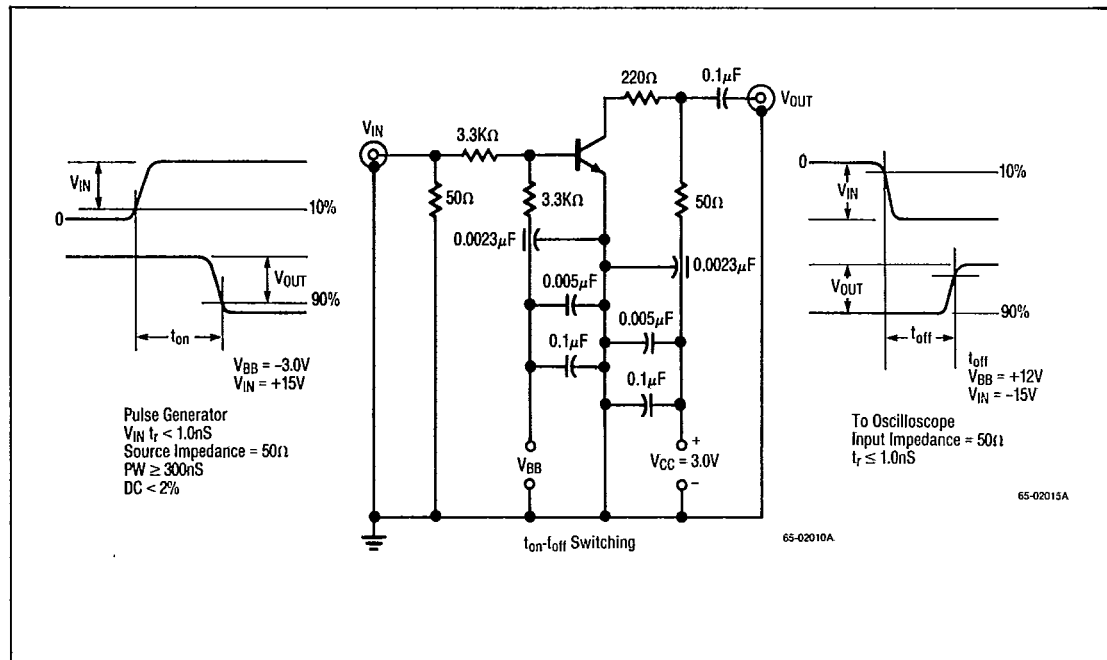 0
V_IN
10%
V_OUT
90%
t_on
V_BB = –3.0V
V_IN = +15V
Pulse Generator
V_IN t_r < 1.0nS
Source Impedance = 50Ω
PW ≥ 300nS
DC < 2%
V_IN
3.3KΩ
50Ω
3.3KΩ
220Ω
0.1μF
V_OUT
50Ω
0.0023μF
0.0023μF
0.005μF
0.005μF
0.1μF
0.1μF
V_BB
+
V_CC = 3.0V
–
t_on-t_off Switching
65-02010A
0
V_IN
10%
V_OUT
90%
t_off
t_off
V_BB = +12V
V_IN = –15V
To Oscilloscope
Input Impedance = 50Ω
t_r ≤ 1.0nS
65-02015A